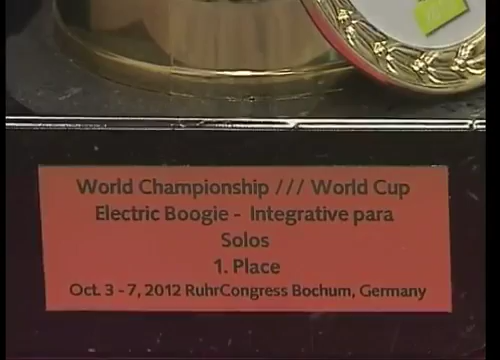 World Championship /// World Cup
Electric Boogie - Integrative para
Solos
1. Place
Oct. 3 - 7, 2012 RuhrCongress Bochum, Germany